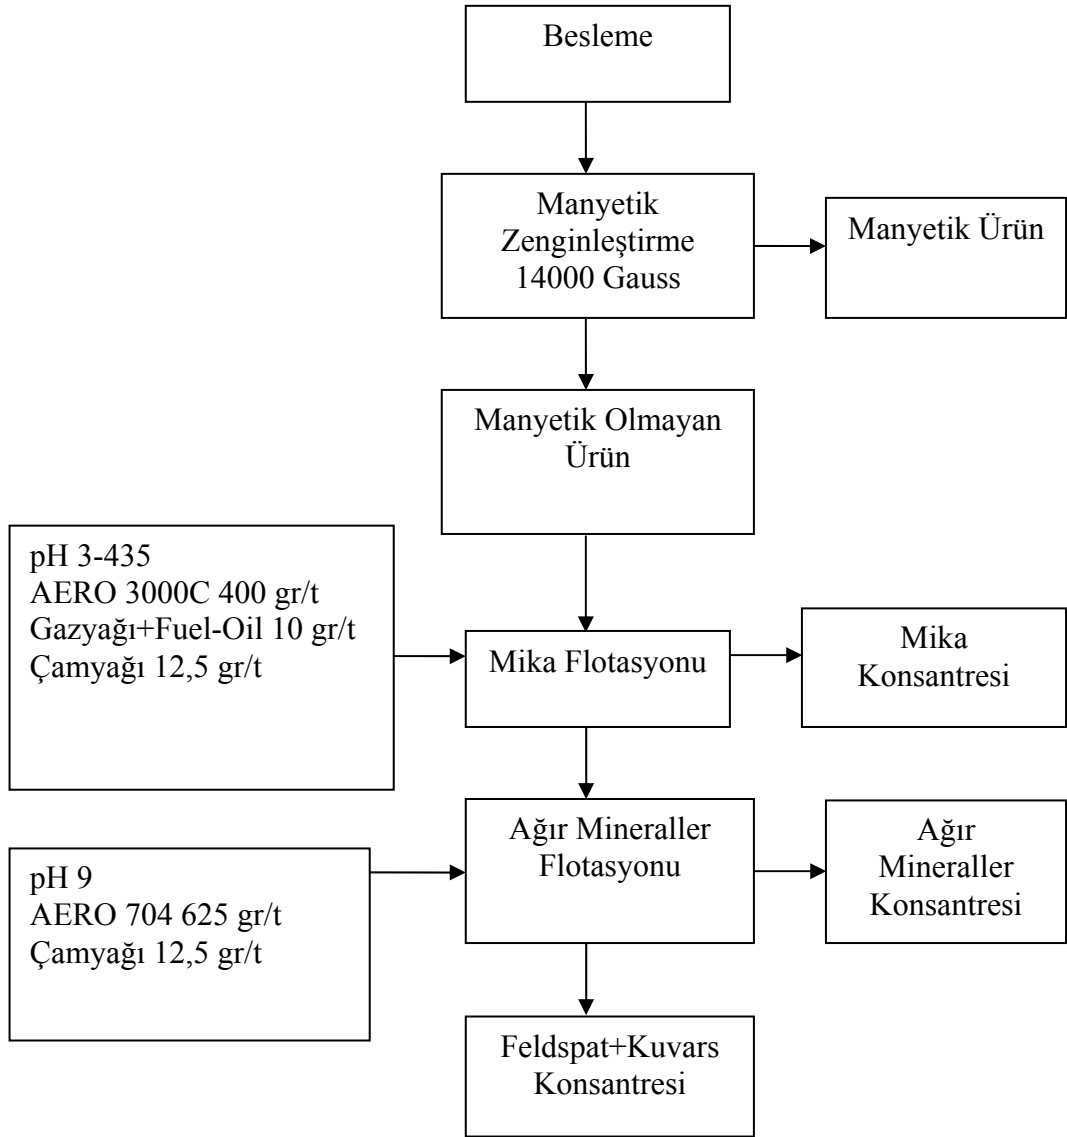 Besleme
Manyetik
Zenginleştirme
14000 Gauss
Manyetik Ürün
Manyetik Olmayan
Ürün
pH 3-435
AERO 3000C 400 gr/t
Gazyağı+Fuel-Oil 10 gr/t
Çamyağı 12,5 gr/t
Mika Flotasyonu
Mika
Konsantresi
Ağır Mineraller
Flotasyonu
Ağır
Mineraller
Konsantresi
pH 9
AERO 704 625 gr/t
Çamyağı 12,5 gr/t
Feldspat+Kuvars
Konsantresi